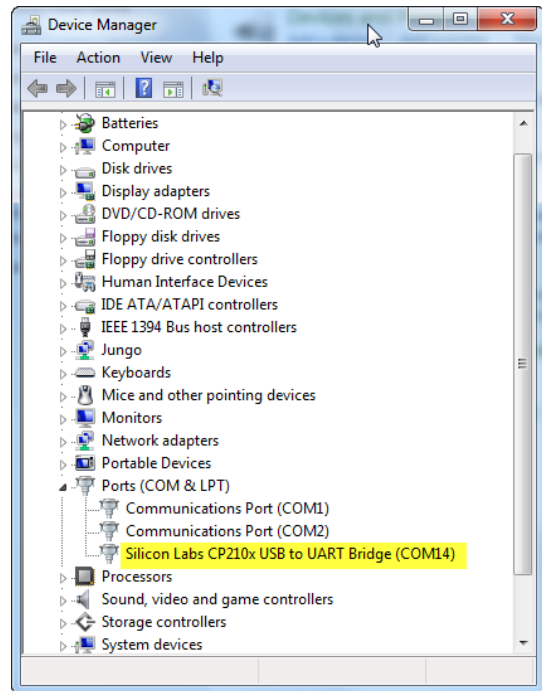 Device Manager
File Action View Help
Batteries
Computer
Disk drives
Display adapters
DVD/CD-ROM drives
Floppy disk drives
Floppy drive controllers
Human Interface Devices
IDE ATA/ATAPI controllers
IEEE 1394 Bus host controllers
Jungo
Keyboards
Mice and other pointing devices
Monitors
Network adapters
Portable Devices
Ports (COM & LPT)
Communications Port (COM1)
Communications Port (COM2)
Silicon Labs CP210x USB to UART Bridge (COM14)
Processors
Sound, video and game controllers
Storage controllers
System devices